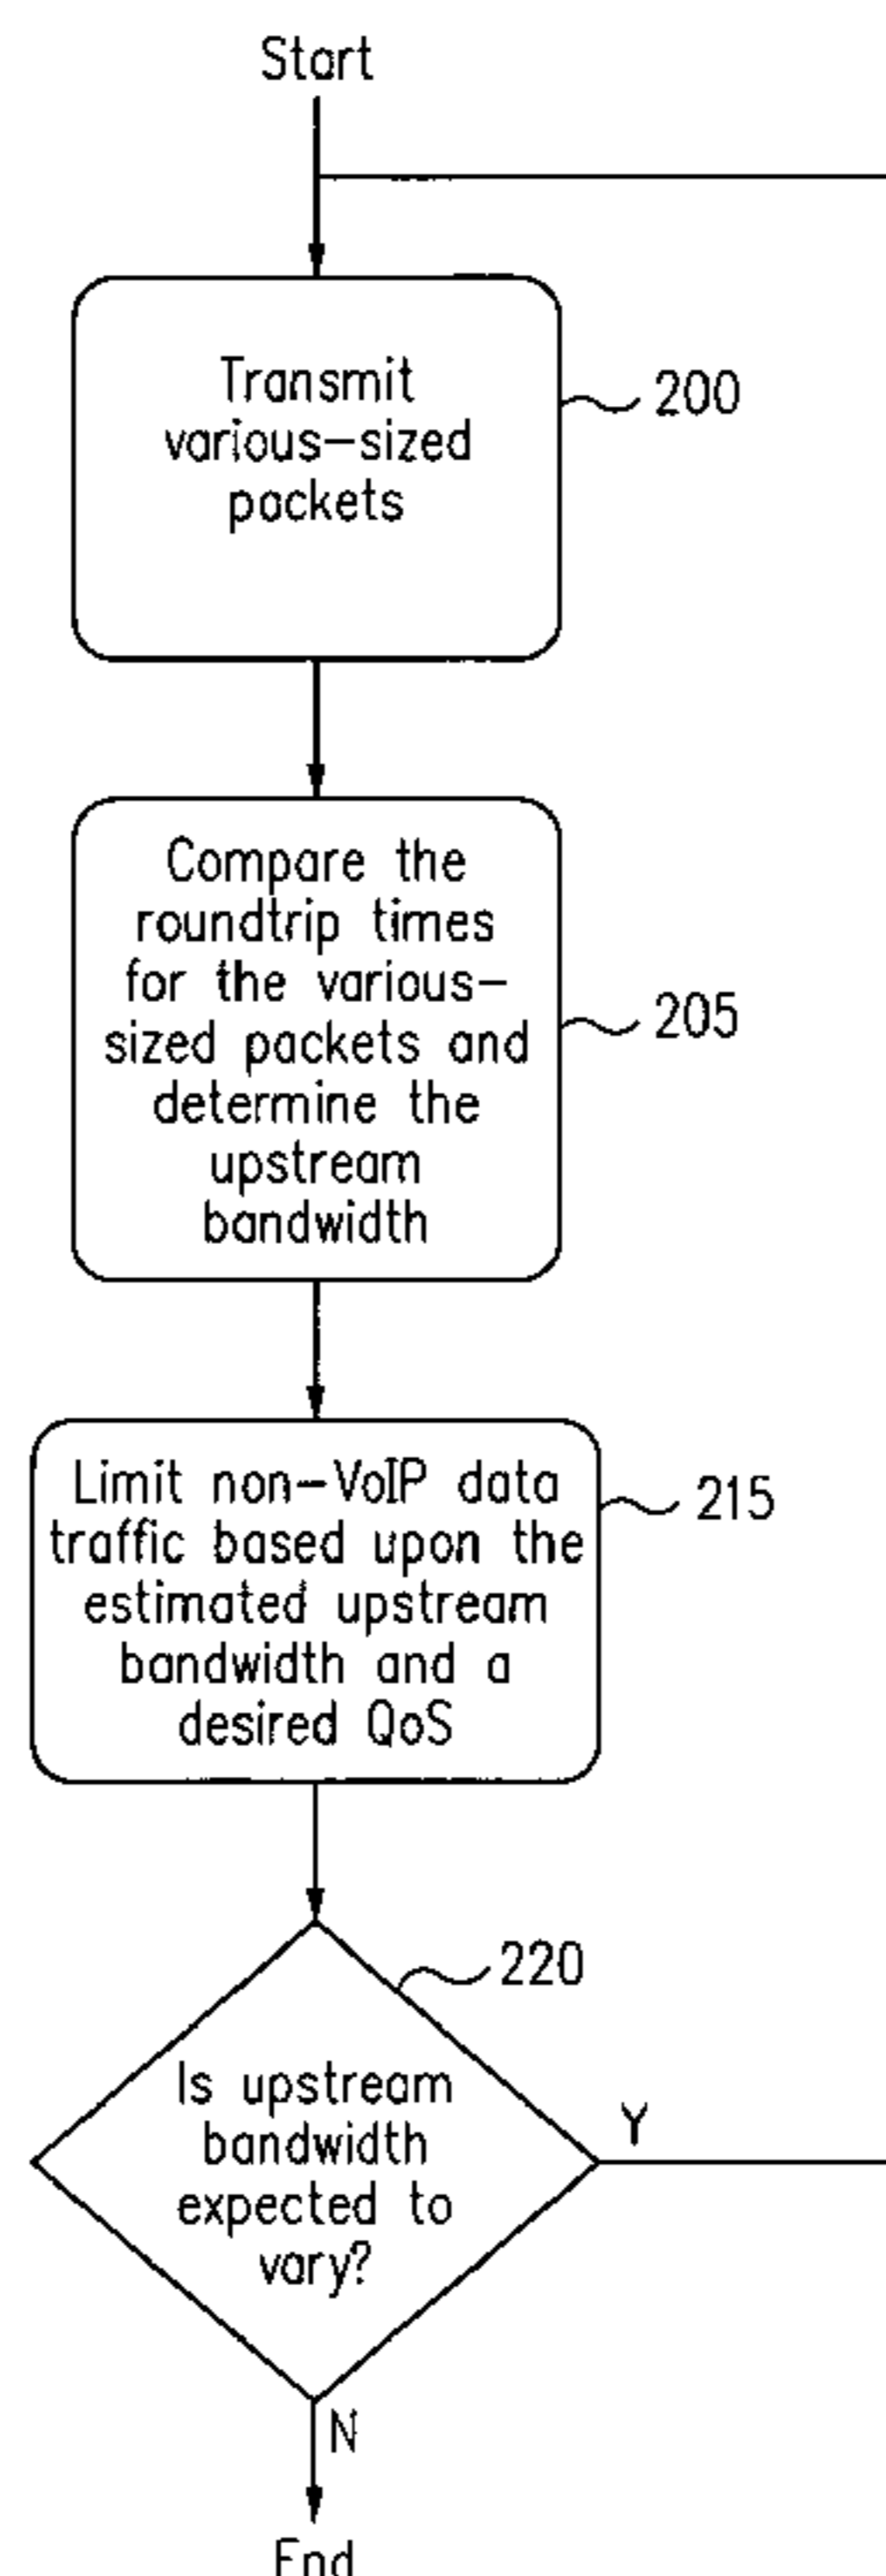 Start
Transmit
various-sized
packets
200
Compare the
roundtrip times
for the various-
sized packets and
determine the
upstream
bandwidth
205
Limit non-VoIP data
traffic based upon the
estimated upstream
bandwidth and a
desired QoS
215
220
Is upstream
bandwidth
expected to
vary?
Y
N
End